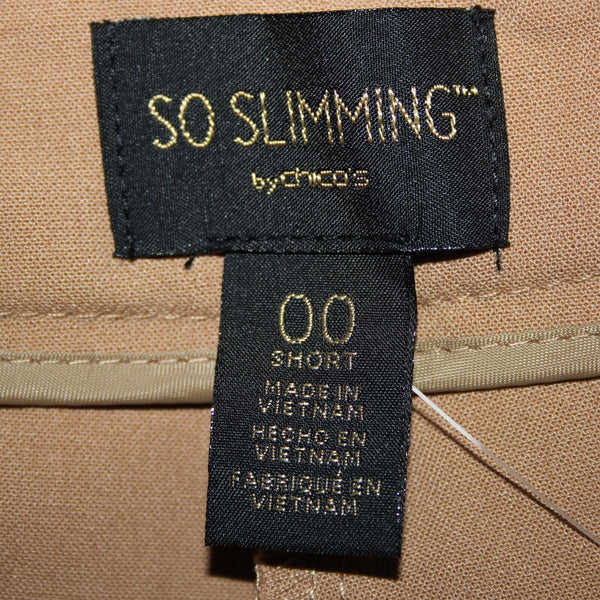 SO SLIMMING™
by chico's
00
SHORT
MADE IN
VIETNAM
HECHO EN
VIETNAM
FABRIQUÉ EN
VIETNAM